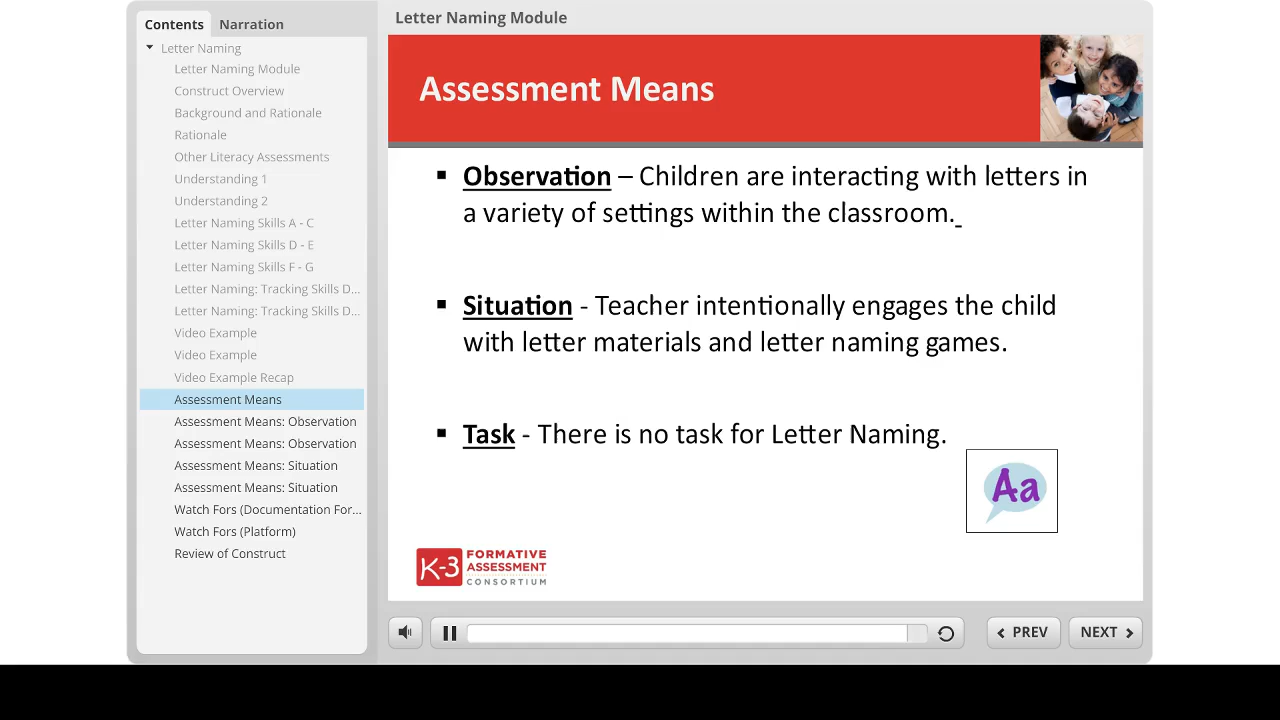 Contents
Narration
Letter Naming
Letter Naming Module
Construct Overview
Background and Rationale
Rationale
Other Literacy Assessments
Understanding 1
Understanding 2
Letter Naming Skills A - C
Letter Naming Skills D - E
Letter Naming Skills F - G
Letter Naming: Tracking Skills D...
Letter Naming: Tracking Skills D...
Video Example
Video Example
Video Example Recap
Assessment Means
Assessment Means: Observation
Assessment Means: Observation
Assessment Means: Situation
Assessment Means: Situation
Watch Fors (Documentation For...
Watch Fors (Platform)
Review of Construct
Letter Naming Module
Assessment Means
▪ Observation – Children are interacting with letters in
a variety of settings within the classroom.
▪ Situation - Teacher intentionally engages the child
with letter materials and letter naming games.
▪ Task - There is no task for Letter Naming.
Aa
K-3 FORMATIVE
ASSESSMENT
CONSORTIUM
PREV
NEXT